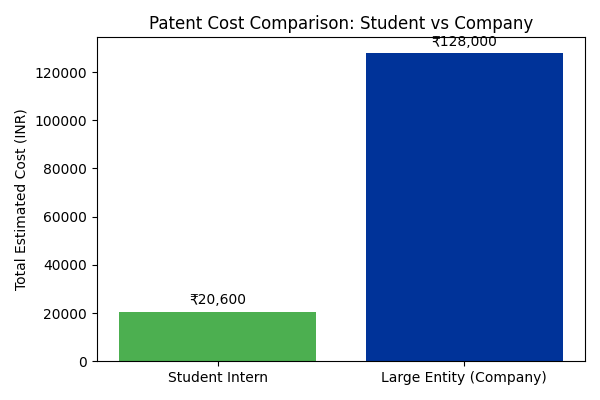 Patent Cost Comparison: Student vs Company
₹128,000
120000
100000
80000
60000
40000
20000
0
Total Estimated Cost (INR)
₹20,600
Student Intern
Large Entity (Company)